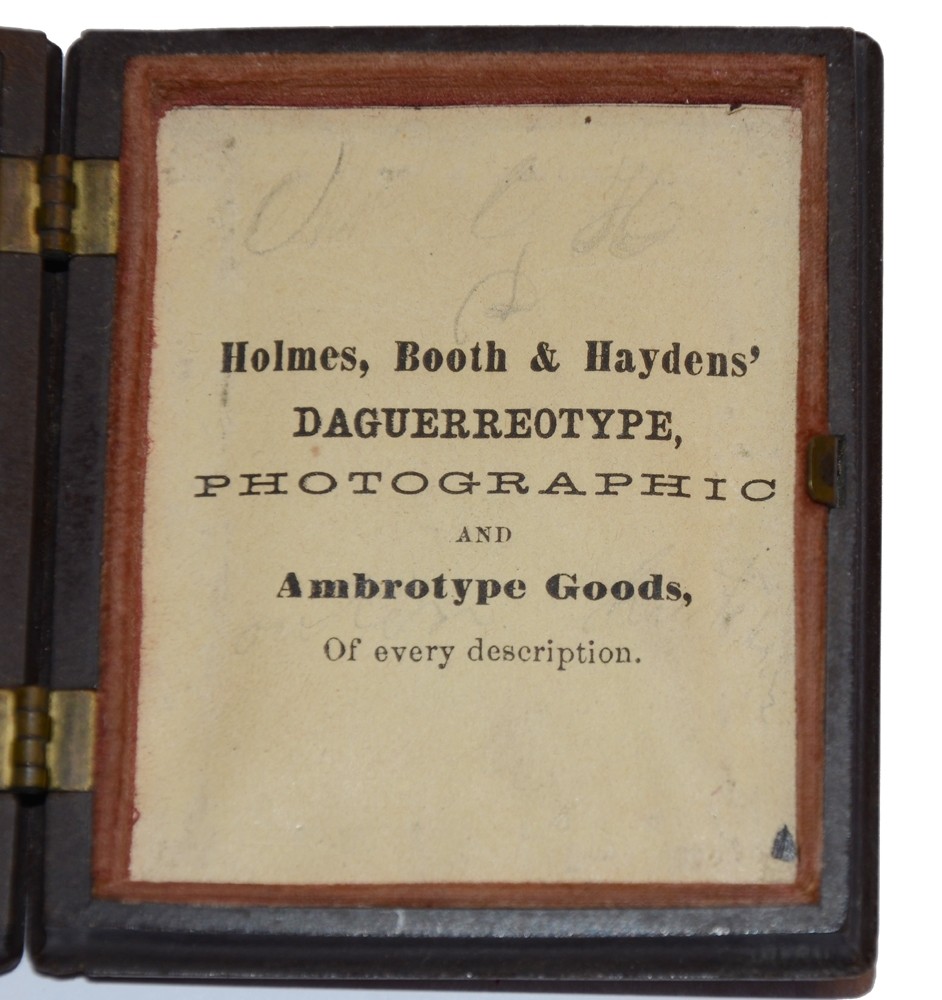 Holmes, Booth & Haydens'
DAGUERREOTYPE,
PHOTOGRAPHIC
AND
Ambrotype Goods,
Of every description.